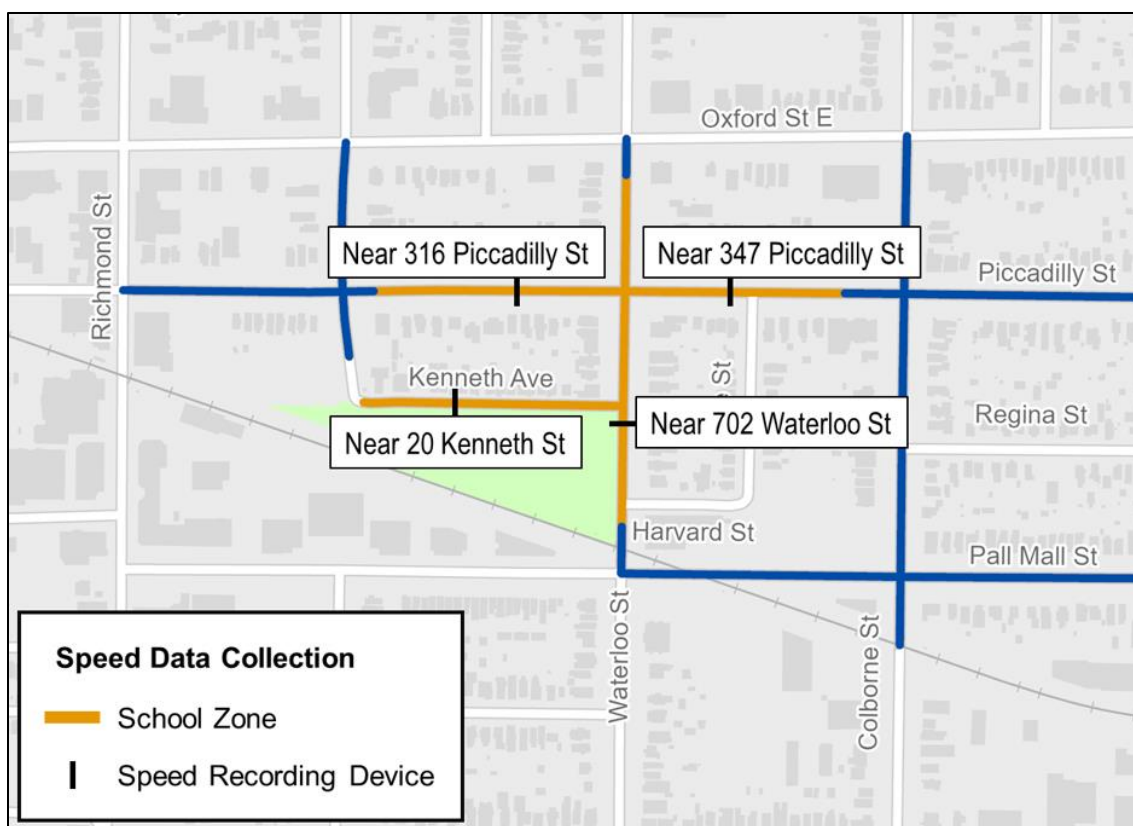 Oxford St E
Near 316 Piccadilly St
Near 347 Piccadilly St
Piccadilly St
Richmond St
Kenneth Ave
St
Near 20 Kenneth St
Near 702 Waterloo St
Regina St
Harvard St
Pall Mall St
Waterloo St
Colborne St
Speed Data Collection
School Zone
Speed Recording Device